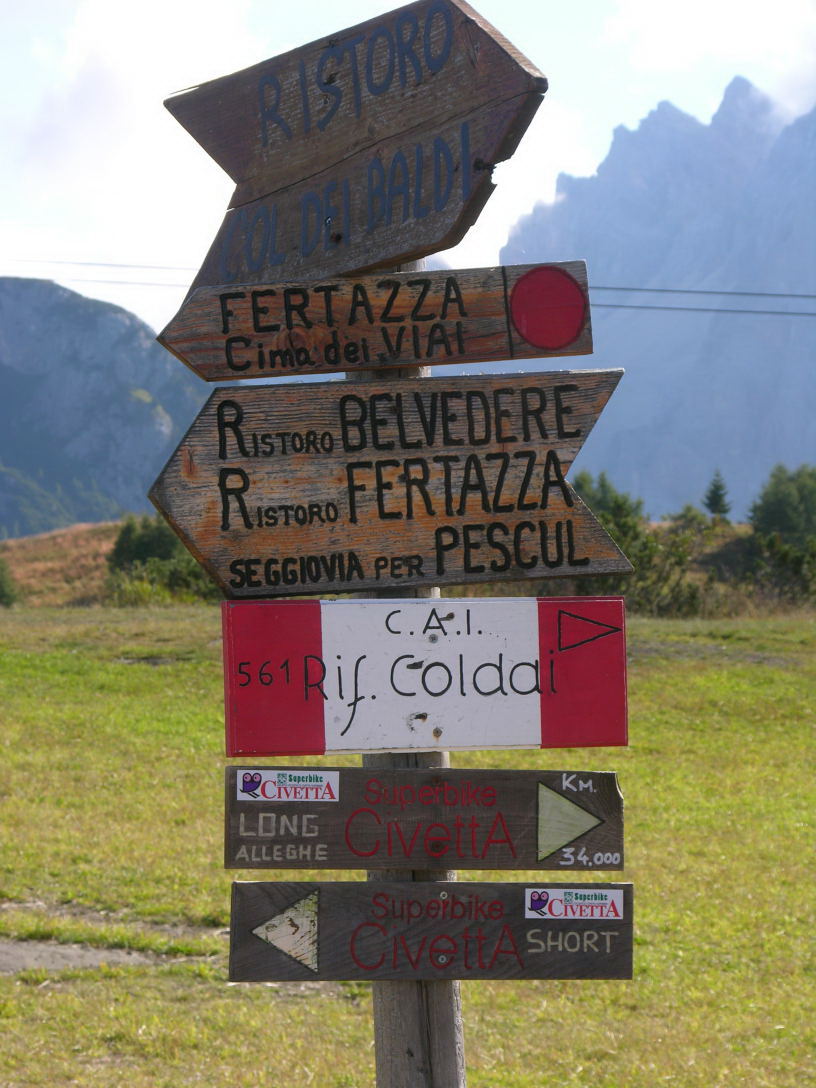 RISTORO
COL DEI BALDI
FERTAZZA
Cima dei VIAI
RISTORO BELVEDERE
RISTORO FERTAZZA
SEGGIOVIA PER PESCUL
C.A.I.
561 Rif. Coldai
Superbike
CIVETTA
Superbike
CivettA
LONG
ALLEGHE
KM.
34,000
Superbike
CivettA
Superbike
CIVETTA
SHORT